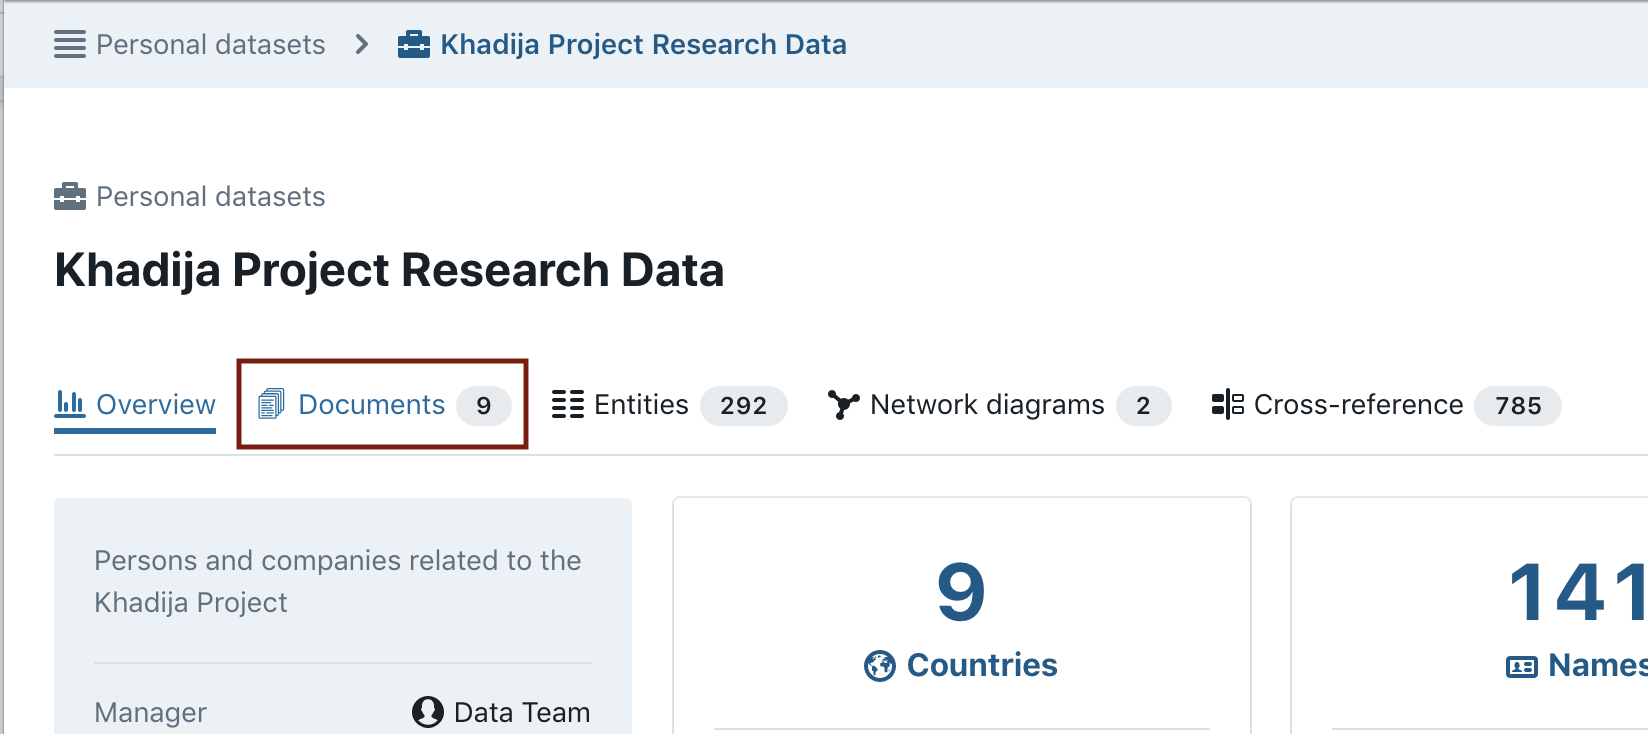 Personal datasets > Khadija Project Research Data
Personal datasets
Khadija Project Research Data
Overview Documents 9 Entities 292 Network diagrams 2 Cross-reference 785
Persons and companies related to the
Khadija Project
Manager Data Team
9
Countries
141
Names